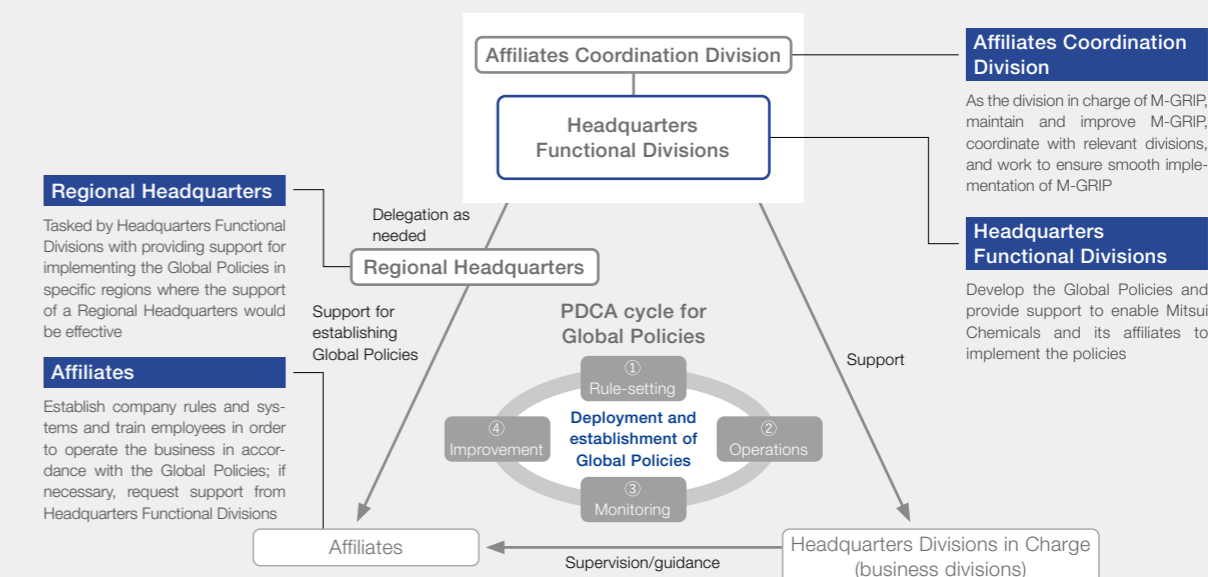 Affiliates Coordination Division
Headquarters
Functional Divisions
Affiliates Coordination
Division
As the division in charge of M-GRIP,
maintain and improve M-GRIP,
coordinate with relevant divisions,
and work to ensure smooth imple-
mentation of M-GRIP
Headquarters
Functional Divisions
Develop the Global Policies and
provide support to enable Mitsui
Chemicals and its affiliates to
implement the policies
Regional Headquarters
Tasked by Headquarters Functional
Divisions with providing support for
implementing the Global Policies in
specific regions where the support
of a Regional Headquarters would
be effective
Affiliates
Establish company rules and sys-
tems and train employees in order
to operate the business in accor-
dance with the Global Policies; if
necessary, request support from
Headquarters Functional Divisions
Delegation as
needed
Regional Headquarters
Support for
establishing
Global Policies
PDCA cycle for
Global Policies
①
Rule-setting
②
Operations
③
Monitoring
④
Improvement
Deployment and
establishment of
Global Policies
Support
Affiliates
Supervision/guidance
Headquarters Divisions in Charge
(business divisions)